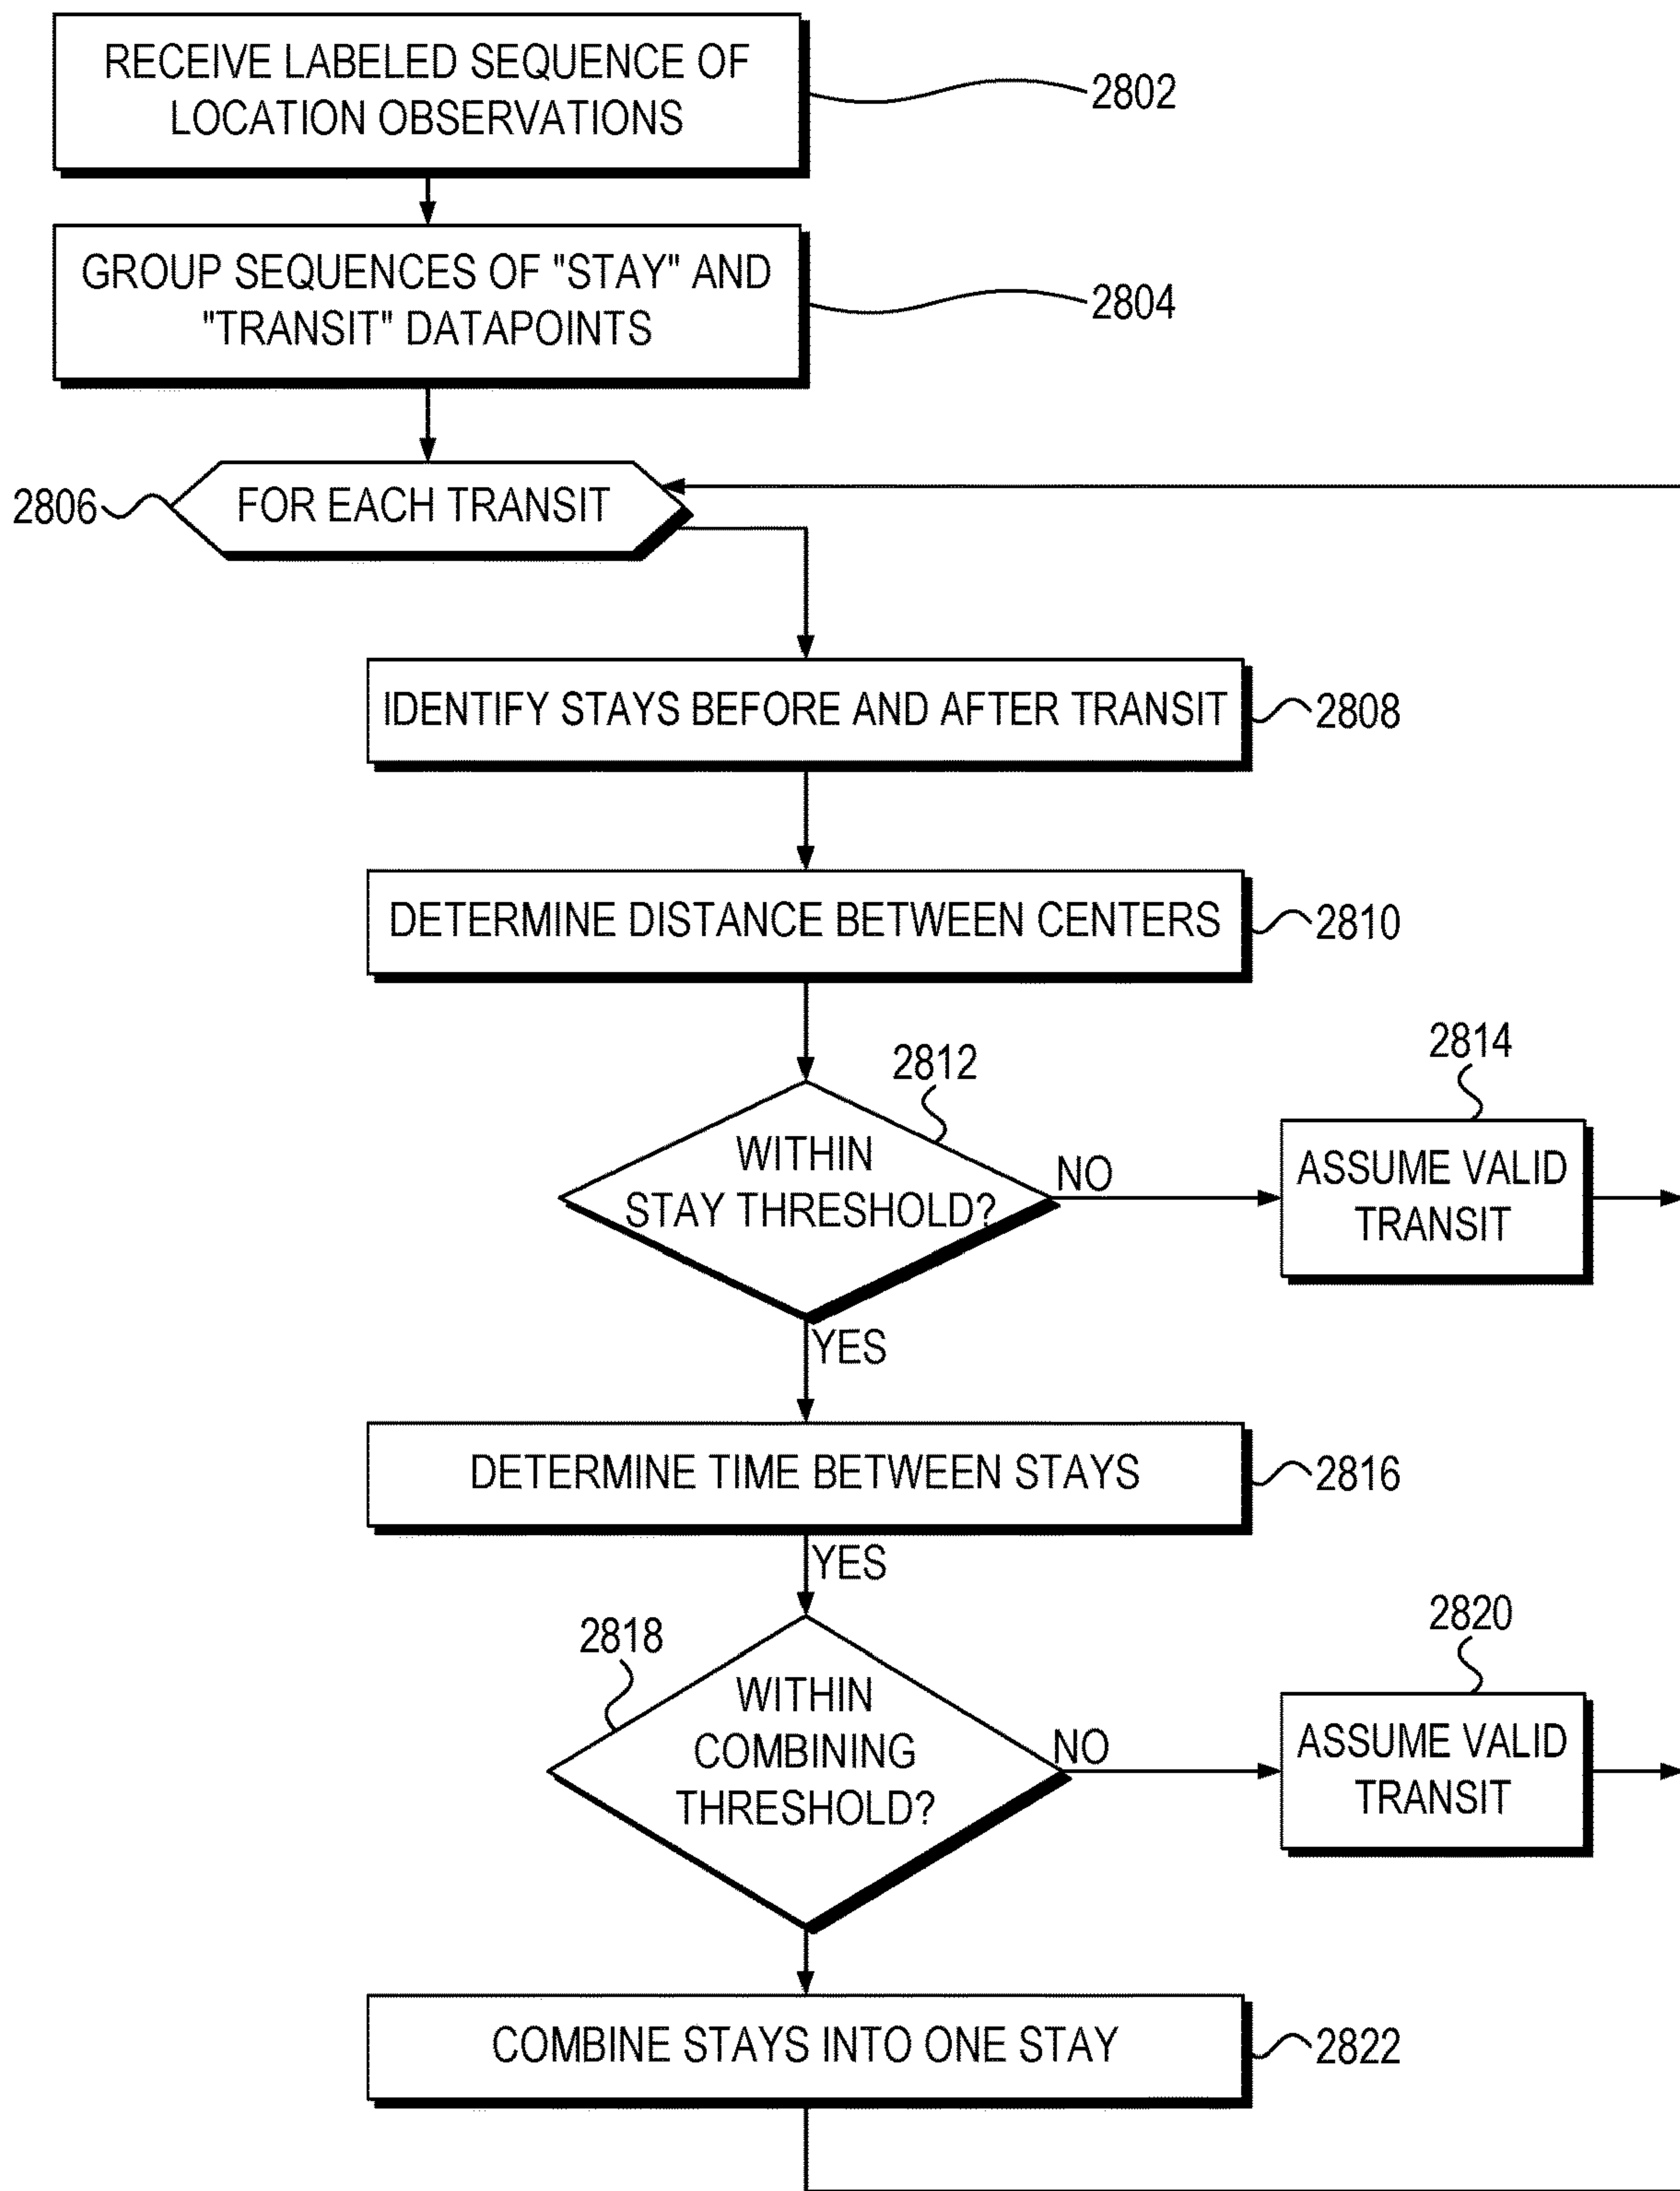 RECEIVE LABELED SEQUENCE OF
LOCATION OBSERVATIONS
2802
GROUP SEQUENCES OF "STAY" AND
"TRANSIT" DATAPOINTS
2804
2806
FOR EACH TRANSIT
IDENTIFY STAYS BEFORE AND AFTER TRANSIT
2808
DETERMINE DISTANCE BETWEEN CENTERS
2810
2812
WITHIN
STAY THRESHOLD?
NO
2814
ASSUME VALID
TRANSIT
YES
DETERMINE TIME BETWEEN STAYS
2816
YES
2818
WITHIN
COMBINING
THRESHOLD?
NO
2820
ASSUME VALID
TRANSIT
COMBINE STAYS INTO ONE STAY
2822